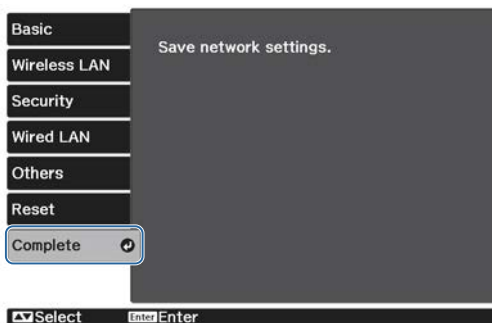 Basic
Save network settings.
Wireless LAN
Security
Wired LAN
Others
Reset
Complete
Select Enter Enter